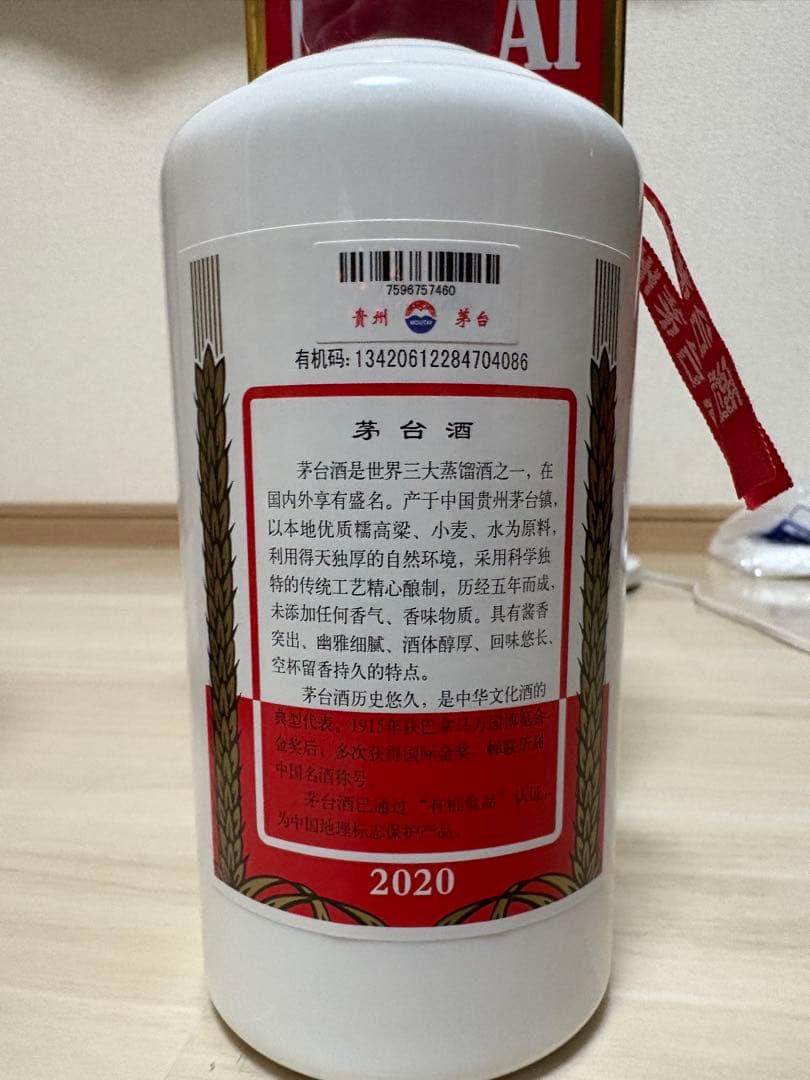 AI
7596757460
贵州 MOUTAI 茅台
有机码:13420612284704086
茅台酒
茅台酒是世界三大蒸馏酒之一，在
国内外享有盛名。产于中国贵州茅台镇，
以本地优质糯高粱、小麦、水为原料，
利用得天独厚的自然环境，采用科学独
特的传统工艺精心酿制，历经五年而成，
未添加任何香气、香味物质。具有酱香
突出、幽雅细腻、酒体醇厚、回味悠长、
空杯留香持久的特点。
茅台酒历史悠久，是中华文化酒的
典型代表。1915年获巴拿马万国博览会
金奖后，多次获得国际金奖，蝉联历届
中国名酒称号。
茅台酒已通过“有机食品”认证，
为中国地理标志保护产品。
2020